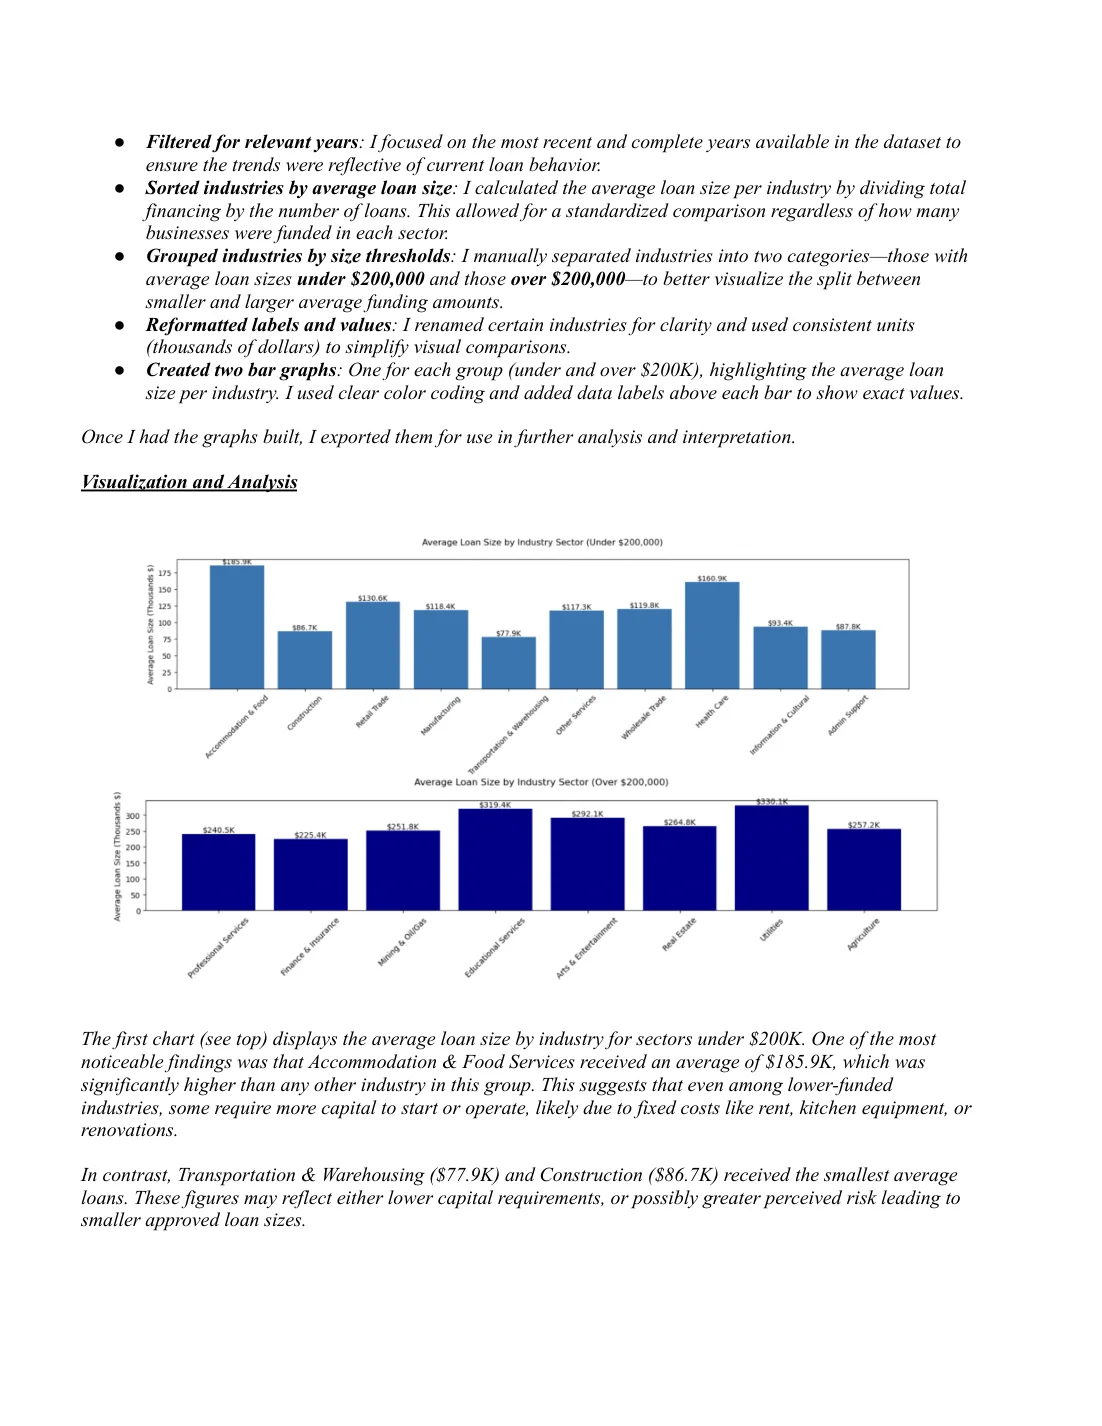 ● Filtered for relevant years: I focused on the most recent and complete years available in the dataset to
ensure the trends were reflective of current loan behavior.
● Sorted industries by average loan size: I calculated the average loan size per industry by dividing total
financing by the number of loans. This allowed for a standardized comparison regardless of how many
businesses were funded in each sector.
● Grouped industries by size thresholds: I manually separated industries into two categories—those with
average loan sizes under $200,000 and those over $200,000—to better visualize the split between
smaller and larger average funding amounts.
● Reformatted labels and values: I renamed certain industries for clarity and used consistent units
(thousands of dollars) to simplify visual comparisons.
● Created two bar graphs: One for each group (under and over $200K), highlighting the average loan
size per industry. I used clear color coding and added data labels above each bar to show exact values.
Once I had the graphs built, I exported them for use in further analysis and interpretation.
Visualization and Analysis
Average Loan Size by Industry Sector (Under $200,000)
Average Loan Size (Thousands $)
175
150
125
100
75
50
25
0
$185.9K
$86.7K
$130.6K
$118.4K
$77.9K
$117.3K
$119.8K
$160.9K
$93.4K
$87.8K
Accommodation & Food
Construction
Retail Trade
Manufacturing
Transportation & Warehousing
Other Services
Wholesale Trade
Health Care
Information & Cultural
Admin Support
Average Loan Size by Industry Sector (Over $200,000)
Average Loan Size (Thousands $)
300
250
200
150
100
50
0
$240.5K
$225.4K
$251.8K
$319.4K
$292.1K
$264.8K
$330.1K
$257.2K
Professional Services
Finance & Insurance
Mining & Oil/Gas
Educational Services
Arts & Entertainment
Real Estate
Utilities
Agriculture
The first chart (see top) displays the average loan size by industry for sectors under $200K. One of the most
noticeable findings was that Accommodation & Food Services received an average of $185.9K, which was
significantly higher than any other industry in this group. This suggests that even among lower-funded
industries, some require more capital to start or operate, likely due to fixed costs like rent, kitchen equipment, or
renovations.
In contrast, Transportation & Warehousing ($77.9K) and Construction ($86.7K) received the smallest average
loans. These figures may reflect either lower capital requirements, or possibly greater perceived risk leading to
smaller approved loan sizes.